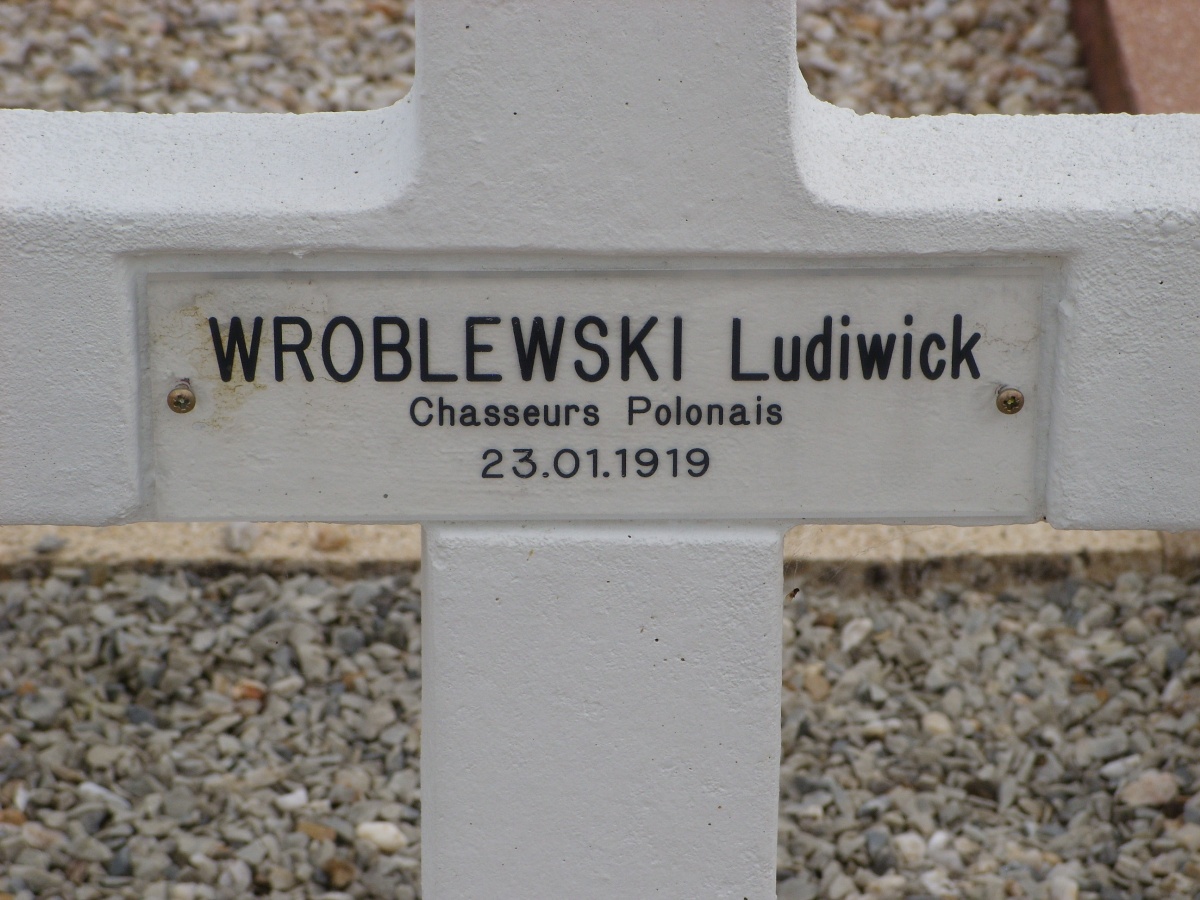 WROBLEWSKI Ludiwick
Chasseurs Polonais
23.01.1919